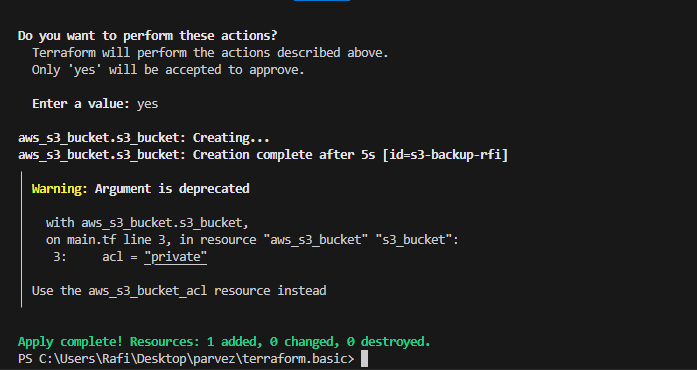 Do you want to perform these actions?
Terraform will perform the actions described above.
Only 'yes' will be accepted to approve.
Enter a value: yes
aws_s3_bucket.s3_bucket: Creating...
aws_s3_bucket.s3_bucket: Creation complete after 5s [id=s3-backup-rfi]
Warning: Argument is deprecated
with aws_s3_bucket.s3_bucket,
on main.tf line 3, in resource "aws_s3_bucket" "s3_bucket":
3: acl = "private"
Use the aws_s3_bucket_acl resource instead
Apply complete! Resources: 1 added, 0 changed, 0 destroyed.
PS C:\Users\Rafi\Desktop\parvez\terraform.basic>